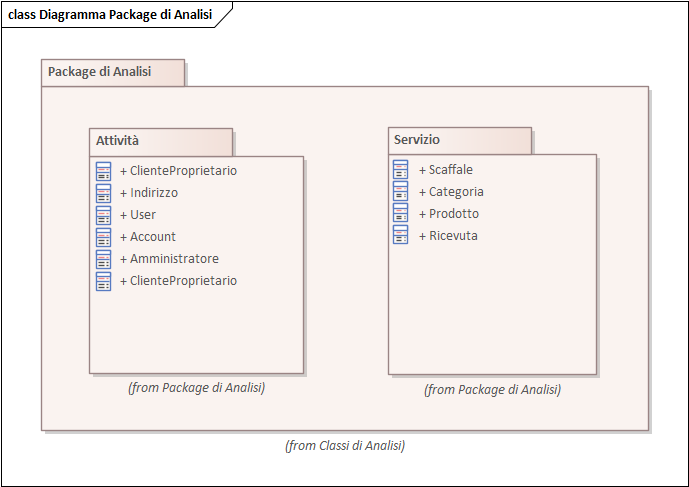 class Diagramma Package di Analisi
Package di Analisi
Attività
+ ClienteProprietario
+ Indirizzo
+ User
+ Account
+ Amministratore
+ ClienteProprietario
(from Package di Analisi)
Servizio
+ Scaffale
+ Categoria
+ Prodotto
+ Ricevuta
(from Package di Analisi)
(from Classi di Analisi)